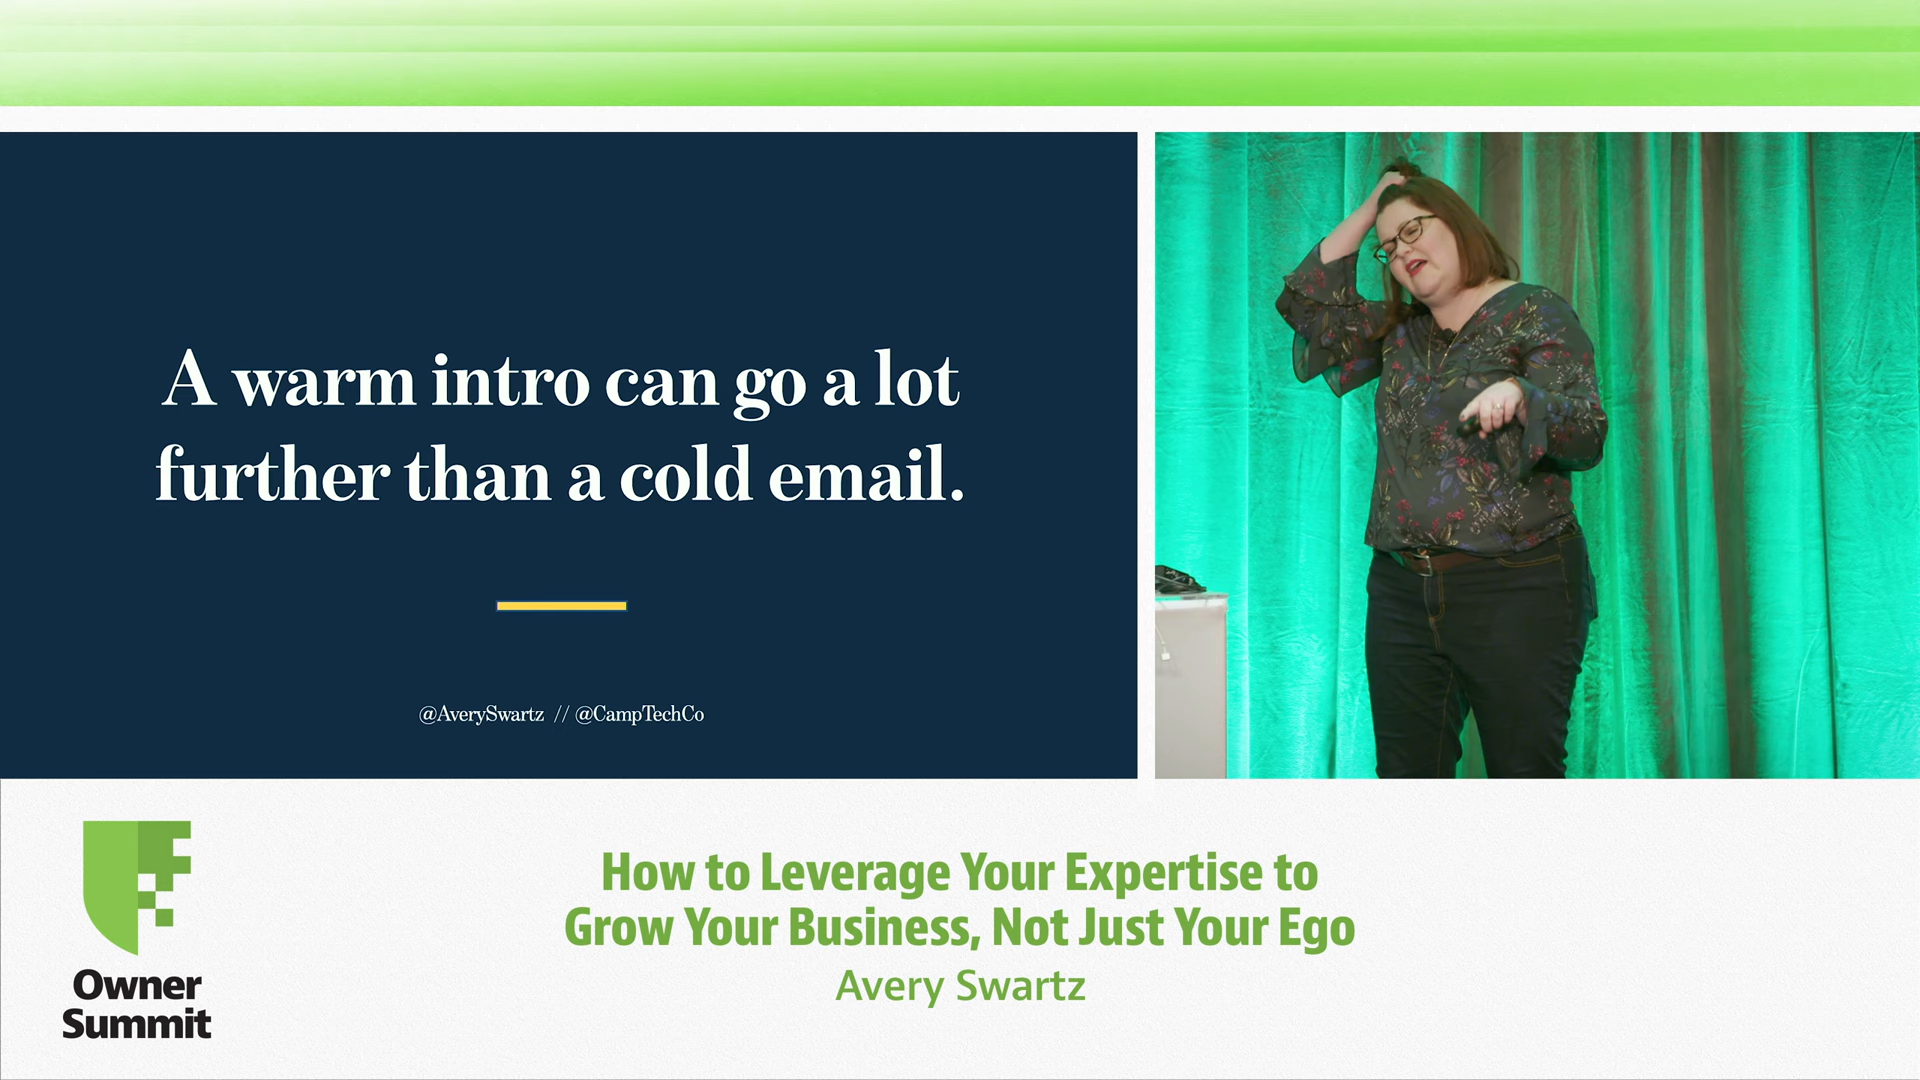 A warm intro can go a lot
further than a cold email.
@AverySwartz // @CampTechCo
How to Leverage Your Expertise to
Grow Your Business, Not Just Your Ego
Avery Swartz
Owner
Summit